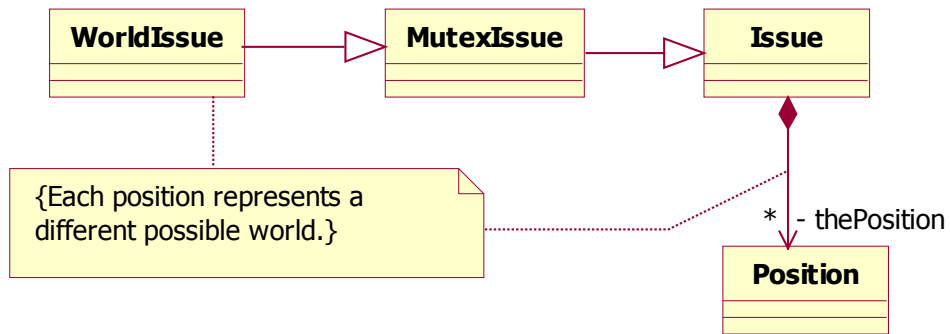 WorldIssue
MutexIssue
Issue
{Each position represents a
different possible world.}
* - thePosition
Position